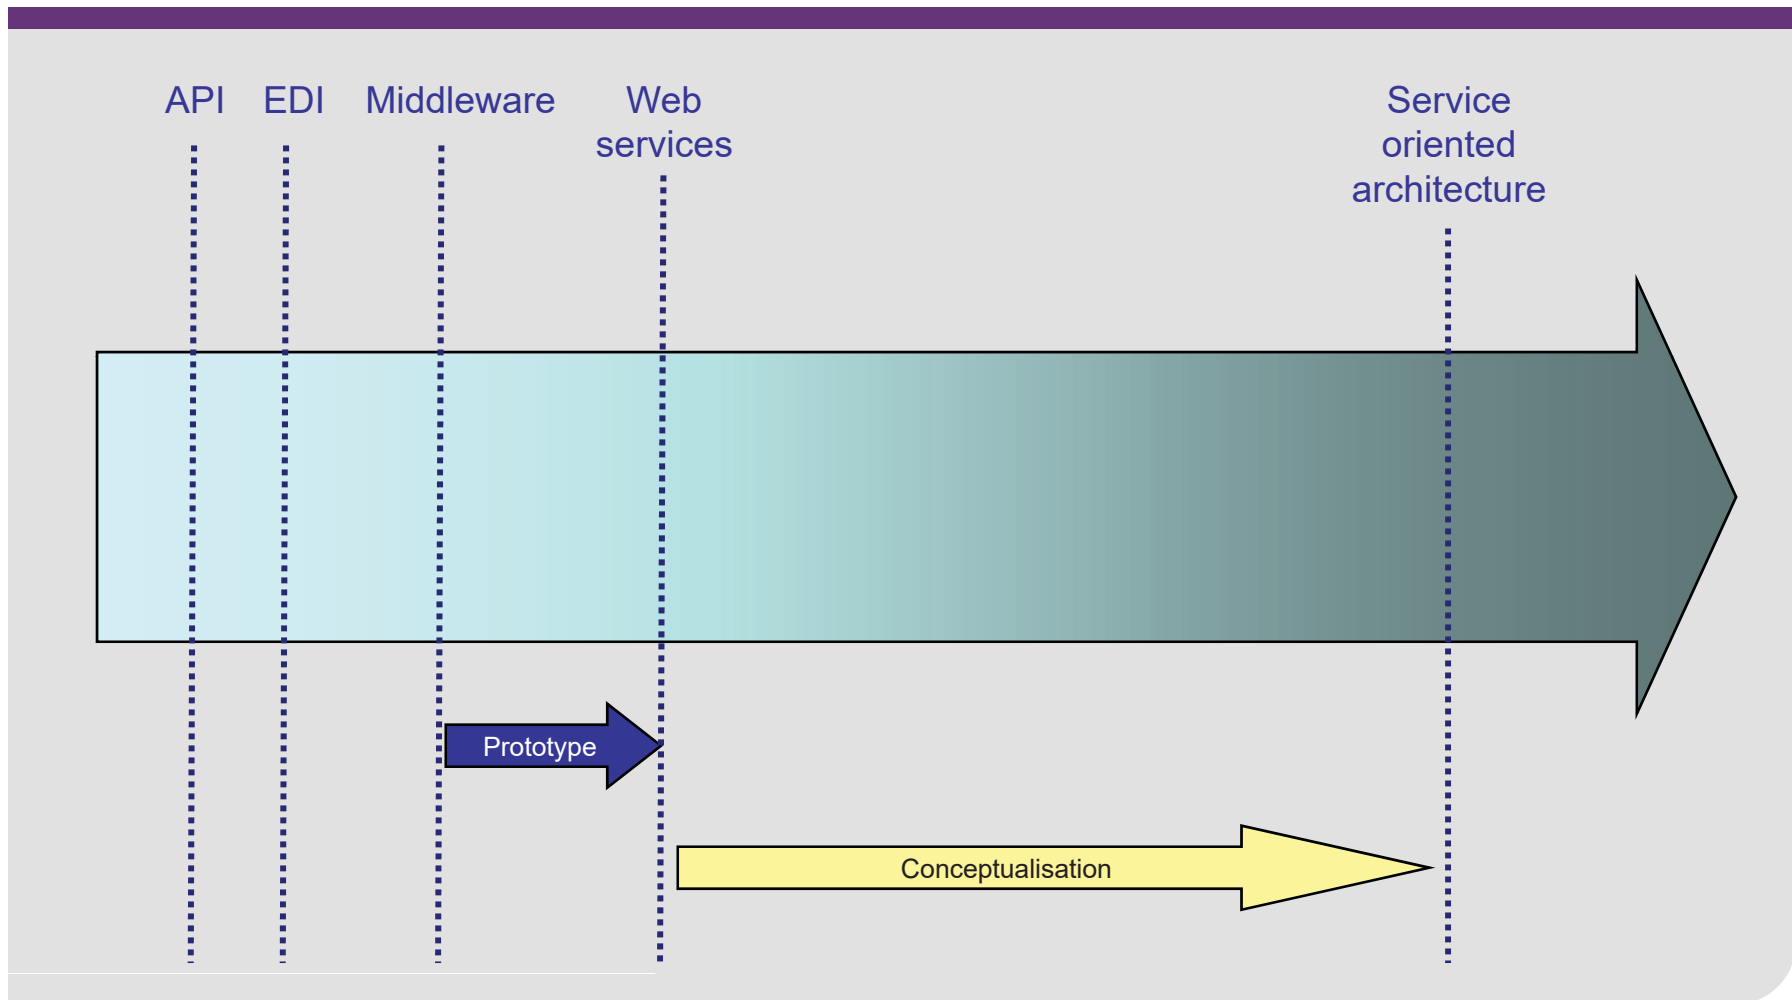 API
EDI
Middleware
Web
services
Service
oriented
architecture
Prototype
Conceptualisation